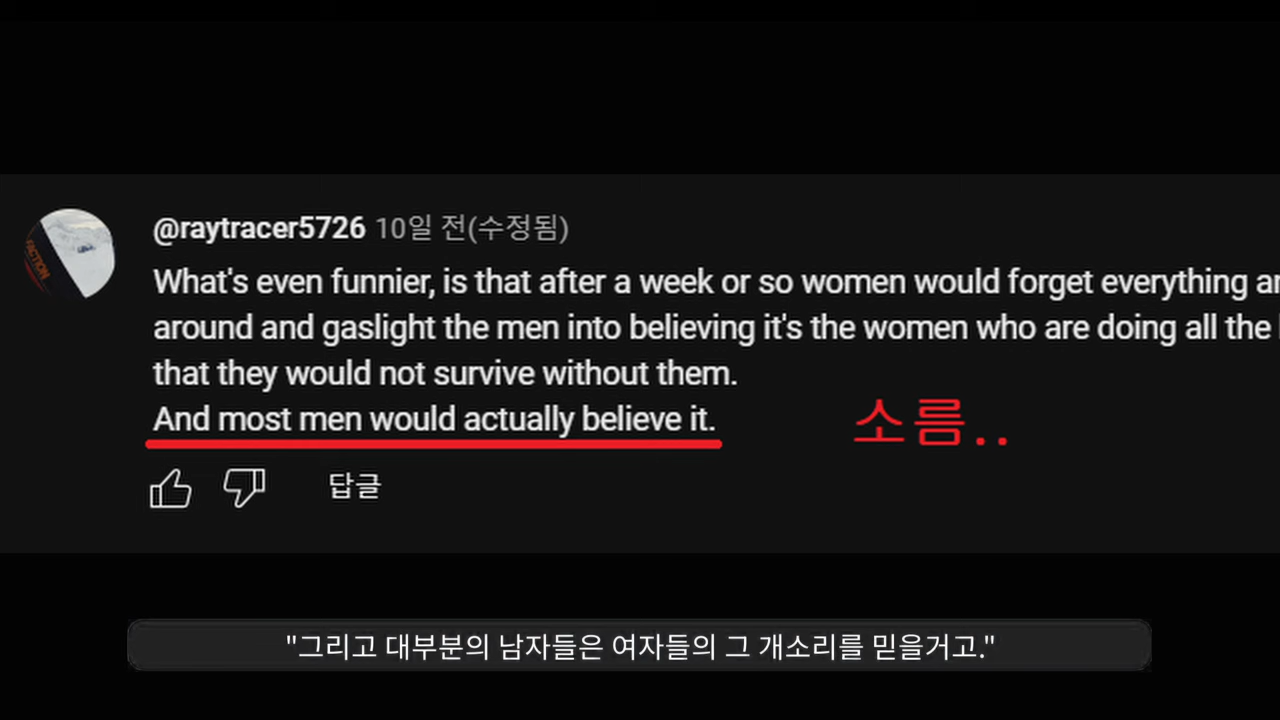 FACTION
@raytracer5726 10일 전(수정됨)
What's even funnier, is that after a week or so women would forget everything
around and gaslight the men into believing it's the women who are doing all the
that they would not survive without them.
And most men would actually believe it.
소름..
답글
"그리고 대부분의 남자들은 여자들의 그 개소리를 믿을거고."